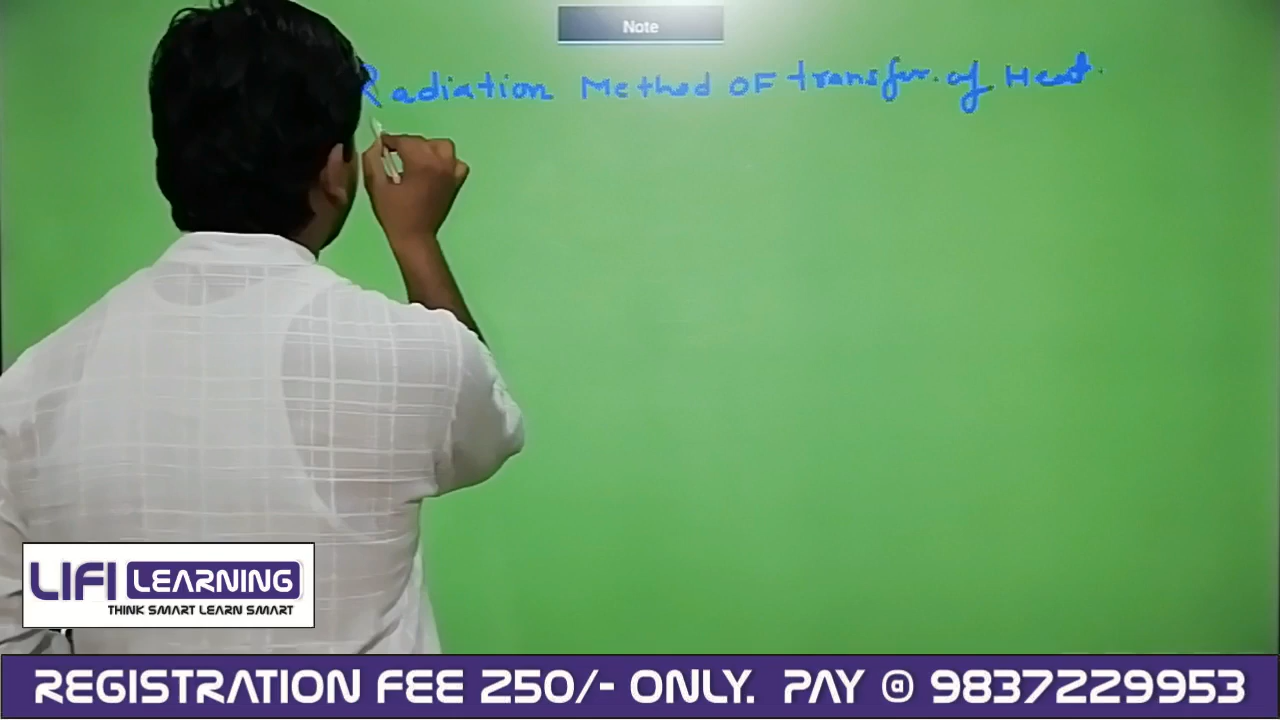 Note
Radiation Method OF transfer. of Heat.
LIFI LEARNING
THINK SMART LEARN SMART
REGISTRATION FEE 250/- ONLY. PAY @ 9837229953